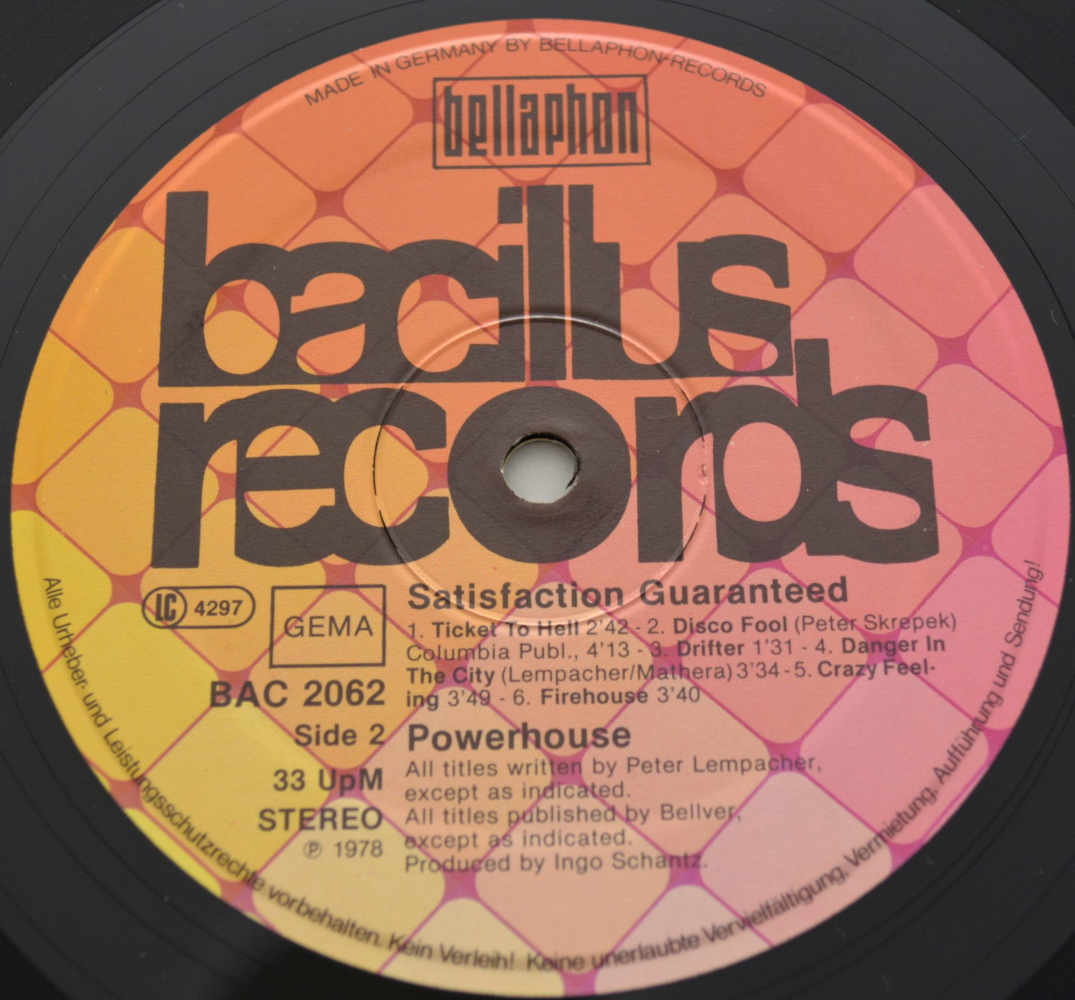 MADE IN GERMANY BY BELLAPHON-RECORDS
bellaphon
bacillus
records
LC 4297
GEMA
BAC 2062
Side 2
33 UpM
STEREO
℗ 1978
Satisfaction Guaranteed
1. Ticket To Hell 2'42 - 2. Disco Fool (Peter Skrepek)
Columbia Publ., 4'13 - 3. Drifter 1'31 - 4. Danger In
The City (Lempacher/Mathera) 3'34 - 5. Crazy Feel-
ing 3'49 - 6. Firehouse 3'40
Powerhouse
All titles written by Peter Lempacher,
except as indicated.
All titles published by Bellver,
except as indicated.
Produced by Ingo Schantz.
Alle Urheber- und Leistungsschutzrechte vorbehalten. Kein Verleih! Keine unerlaubte Vervielfältigung, Vermietung, Aufführung und Sendung!